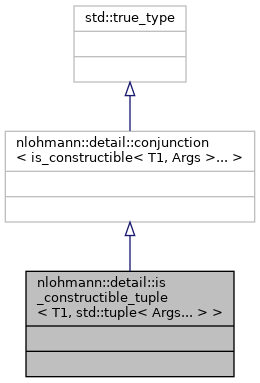 std::true_type
nlohmann::detail::conjunction
< is_constructible< T1, Args >... >
nlohmann::detail::is
_constructible_tuple
< T1, std::tuple< Args... > >